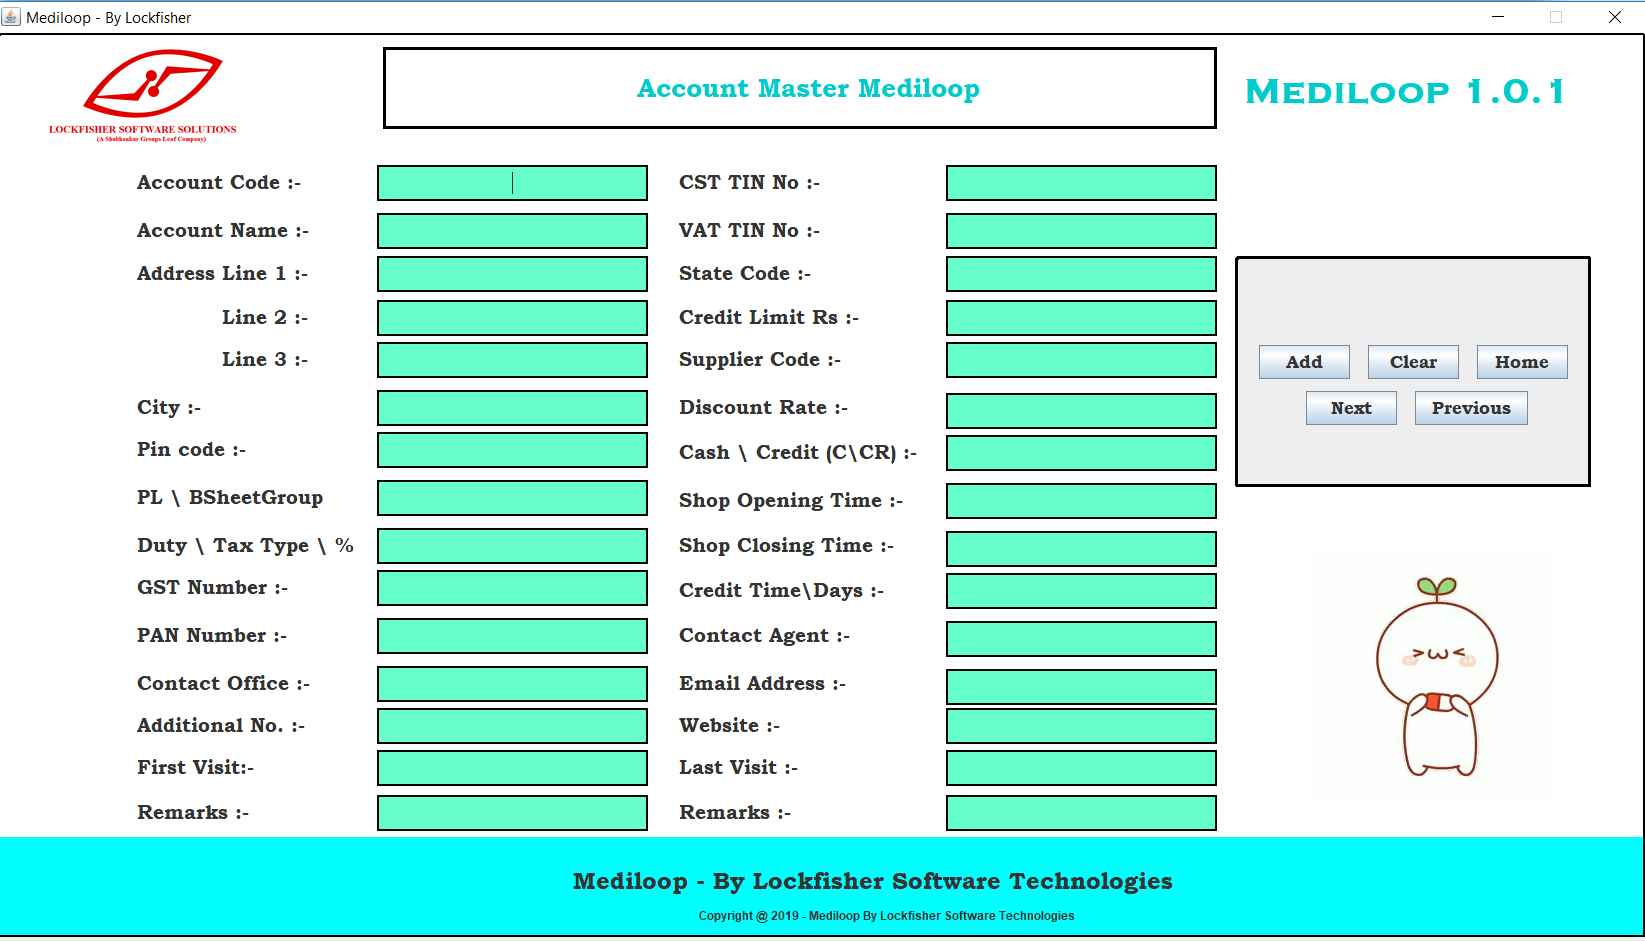 Mediloop - By Lockfisher
LOCKFISHER SOFTWARE SOLUTIONS
(A Shubhankur Groups Leaf Company)
Account Master Mediloop
MEDILOOP 1.0.1
Account Code :-
CST TIN No :-
Account Name :-
VAT TIN No :-
Address Line 1 :-
State Code :-
Line 2 :-
Credit Limit Rs :-
Line 3 :-
Supplier Code :-
Add Clear Home
City :-
Discount Rate :-
Next Previous
Pin code :-
Cash \ Credit (C\CR) :-
PL \ BSheetGroup
Shop Opening Time :-
Duty \ Tax Type \ %
Shop Closing Time :-
GST Number :-
Credit Time\Days :-
PAN Number :-
Contact Agent :-
Contact Office :-
Email Address :-
Additional No. :-
Website :-
First Visit:-
Last Visit :-
Remarks :-
Remarks :-
Mediloop - By Lockfisher Software Technologies
Copyright @ 2019 - Mediloop By Lockfisher Software Technologies